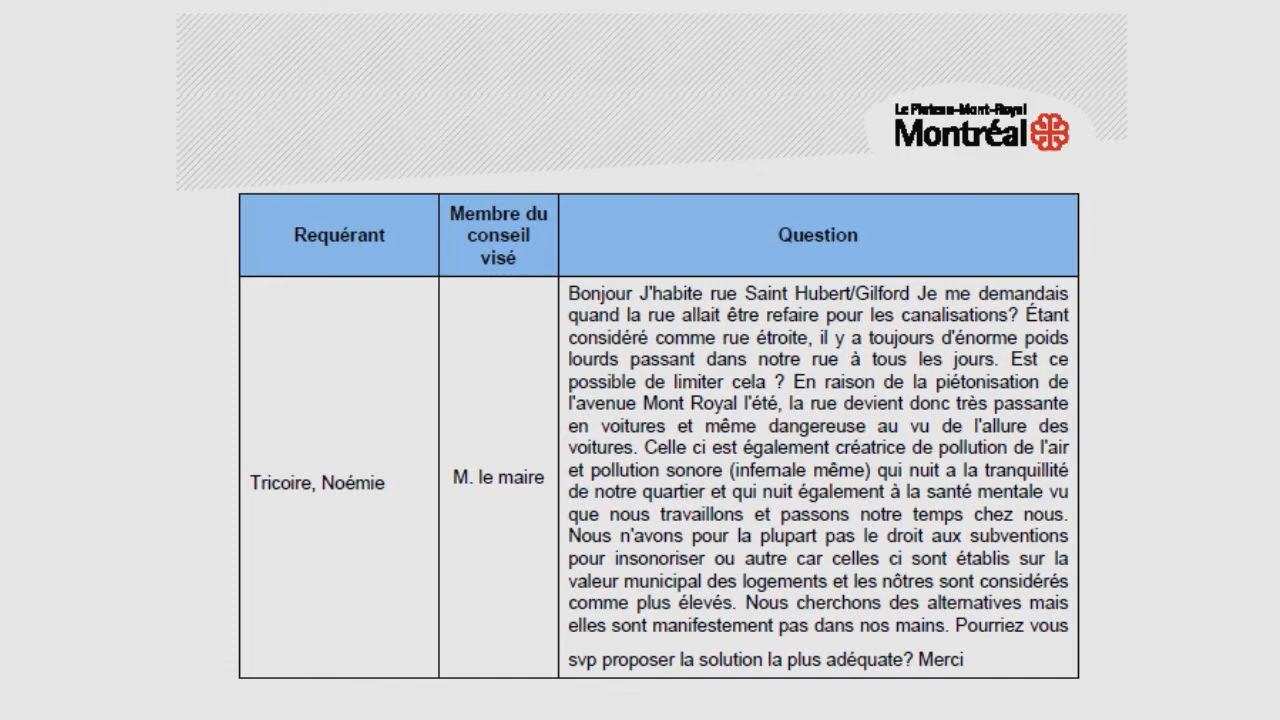 Le Plateau-Mont-Royal
Montréal
Requérant
Membre du
conseil
visé
Question
Tricoire, Noémie
M. le maire
Bonjour J'habite rue Saint Hubert/Gilford Je me demandais
quand la rue allait être refaire pour les canalisations? Étant
considéré comme rue étroite, il y a toujours d'énorme poids
lourds passant dans notre rue à tous les jours. Est ce
possible de limiter cela ? En raison de la piétonisation de
l'avenue Mont Royal l'été, la rue devient donc très passante
en voitures et même dangereuse au vu de l'allure des
voitures. Celle ci est également créatrice de pollution de l'air
et pollution sonore (infernale même) qui nuit a la tranquillité
de notre quartier et qui nuit également à la santé mentale vu
que nous travaillons et passons notre temps chez nous.
Nous n'avons pour la plupart pas le droit aux subventions
pour insonoriser ou autre car celles ci sont établis sur la
valeur municipal des logements et les nôtres sont considérés
comme plus élevés. Nous cherchons des alternatives mais
elles sont manifestement pas dans nos mains. Pourriez vous
svp proposer la solution la plus adéquate? Merci